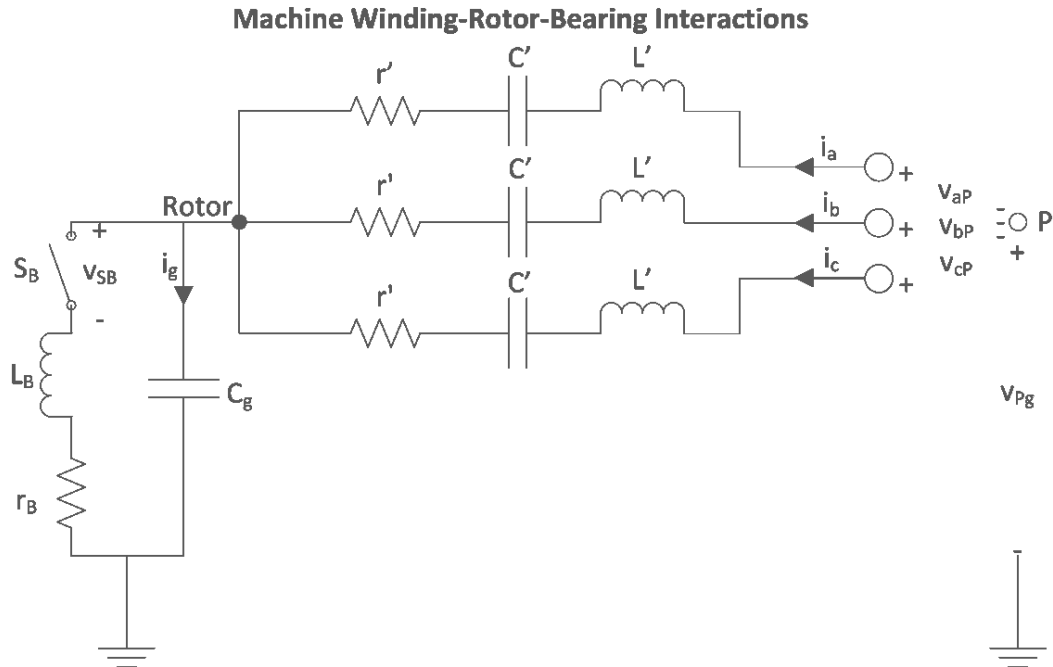 Machine Winding-Rotor-Bearing Interactions
r' C' L'
i_a +
r' C' L'
i_b +
v_aP
v_bP
v_cP
- - - P
+
Rotor
r' C' L'
i_c +
S_B + v_SB -
i_g
L_B
C_g
v_Pg
r_B
-